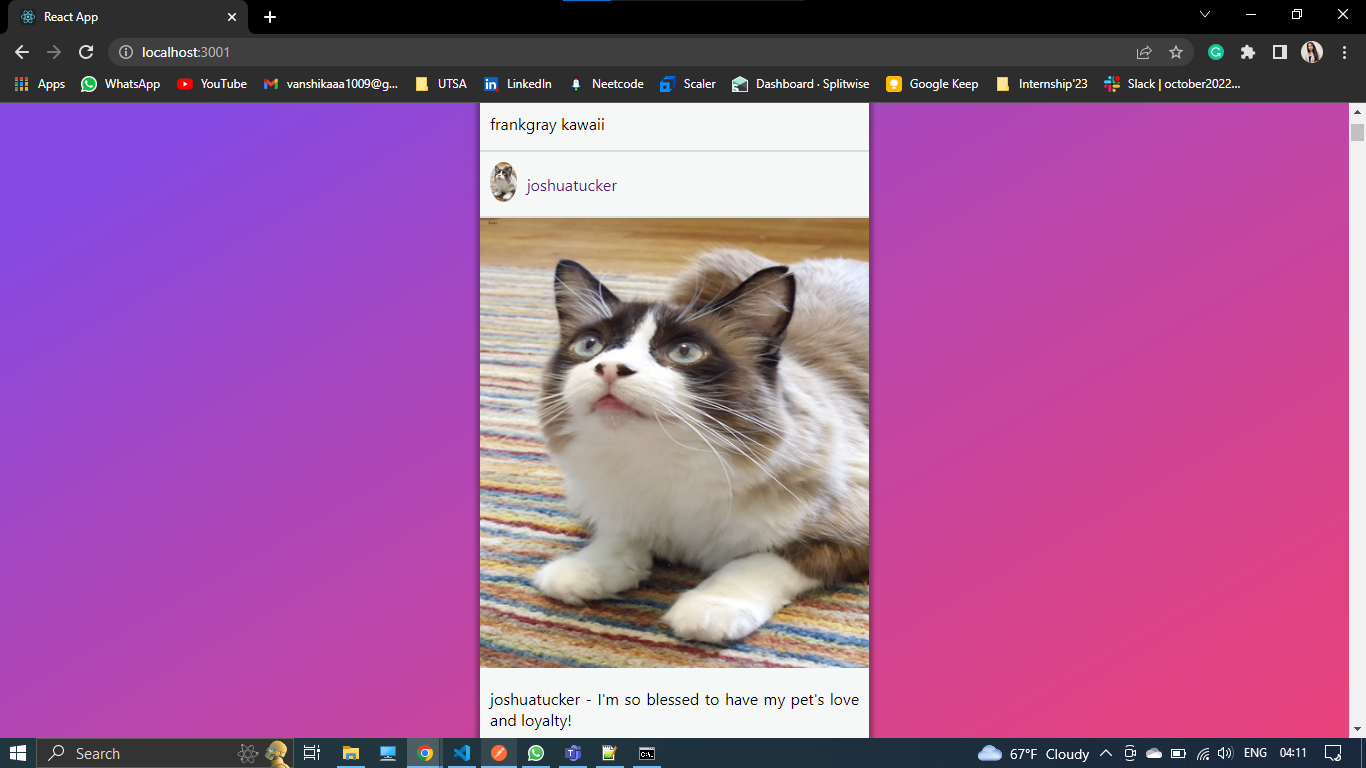 React App
localhost:3001
Apps WhatsApp YouTube vanshikaaa1009@g... UTSA LinkedIn Neetcode Scaler Dashboard · Splitwise Google Keep Internship'23 Slack | october2022...
frankgray kawaii
joshuatucker
joshuatucker - I'm so blessed to have my pet's love
and loyalty!
Search 67°F Cloudy ENG 04:11